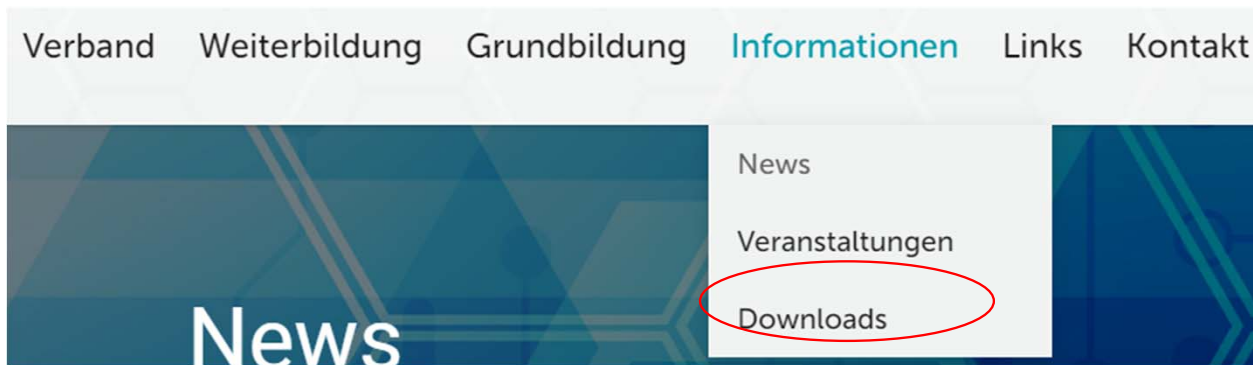 Verband Weiterbildung Grundbildung Informationen Links Kontakt
News
Veranstaltungen
Downloads
News